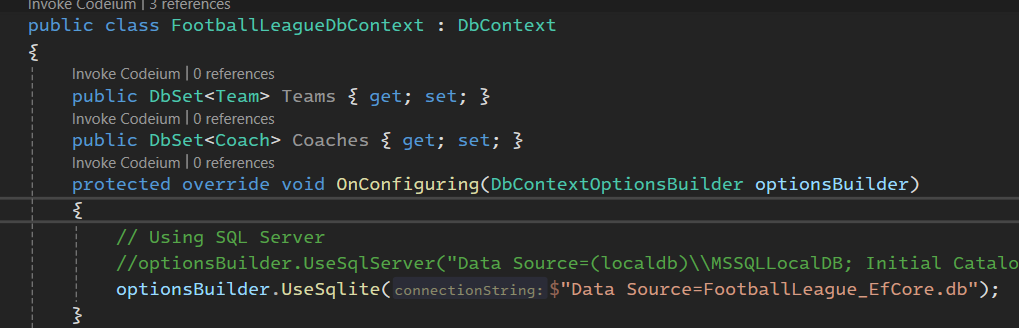 Invoke Codeium | 3 references
public class FootballLeagueDbContext : DbContext
{
Invoke Codeium | 0 references
public DbSet<Team> Teams { get; set; }
Invoke Codeium | 0 references
public DbSet<Coach> Coaches { get; set; }
Invoke Codeium | 0 references
protected override void OnConfiguring(DbContextOptionsBuilder optionsBuilder)
{
// Using SQL Server
//optionsBuilder.UseSqlServer("Data Source=(localdb)\\MSSQLLocalDB; Initial Catalo
optionsBuilder.UseSqlite(connectionString:$"Data Source=FootballLeague_EfCore.db");
}